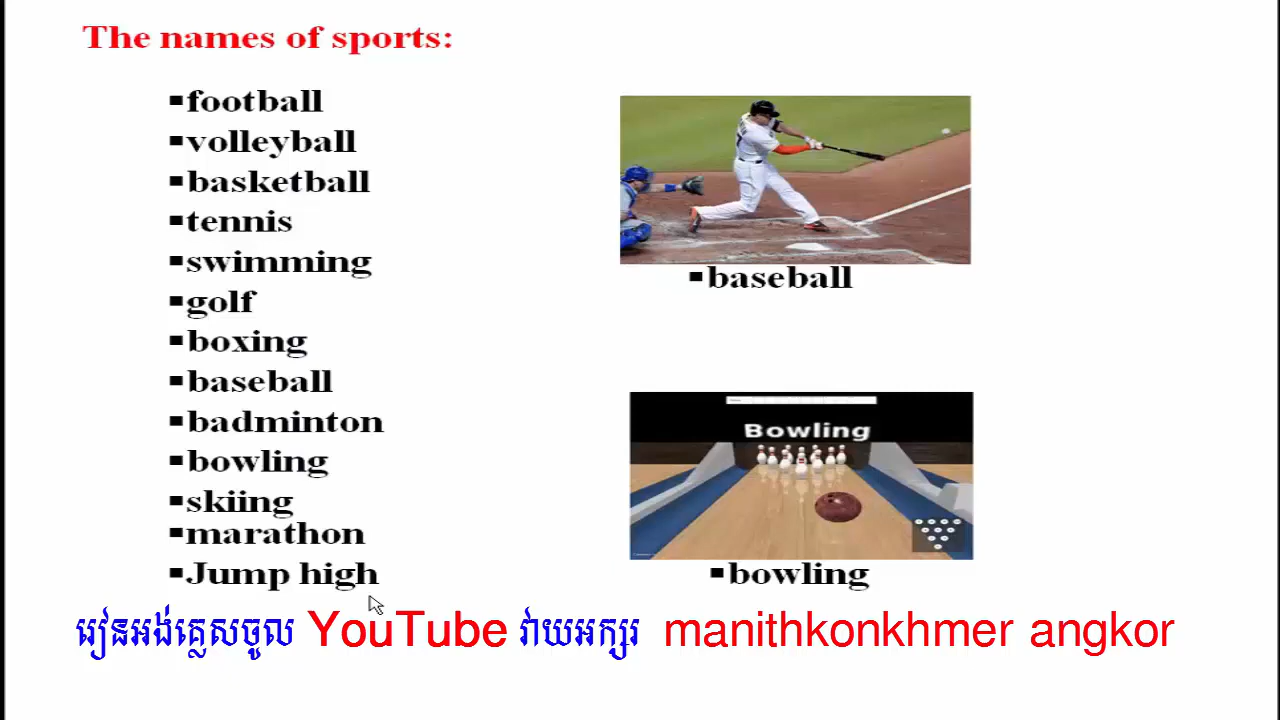 The names of sports:
▪football
▪volleyball
▪basketball
▪tennis
▪swimming
▪golf
▪boxing
▪baseball
▪badminton
▪bowling
▪skiing
▪marathon
▪Jump high
▪baseball
Bowling
▪bowling
រៀនអង់គ្លេសចូល YouTube វាយអក្សរ manithkonkhmer angkor